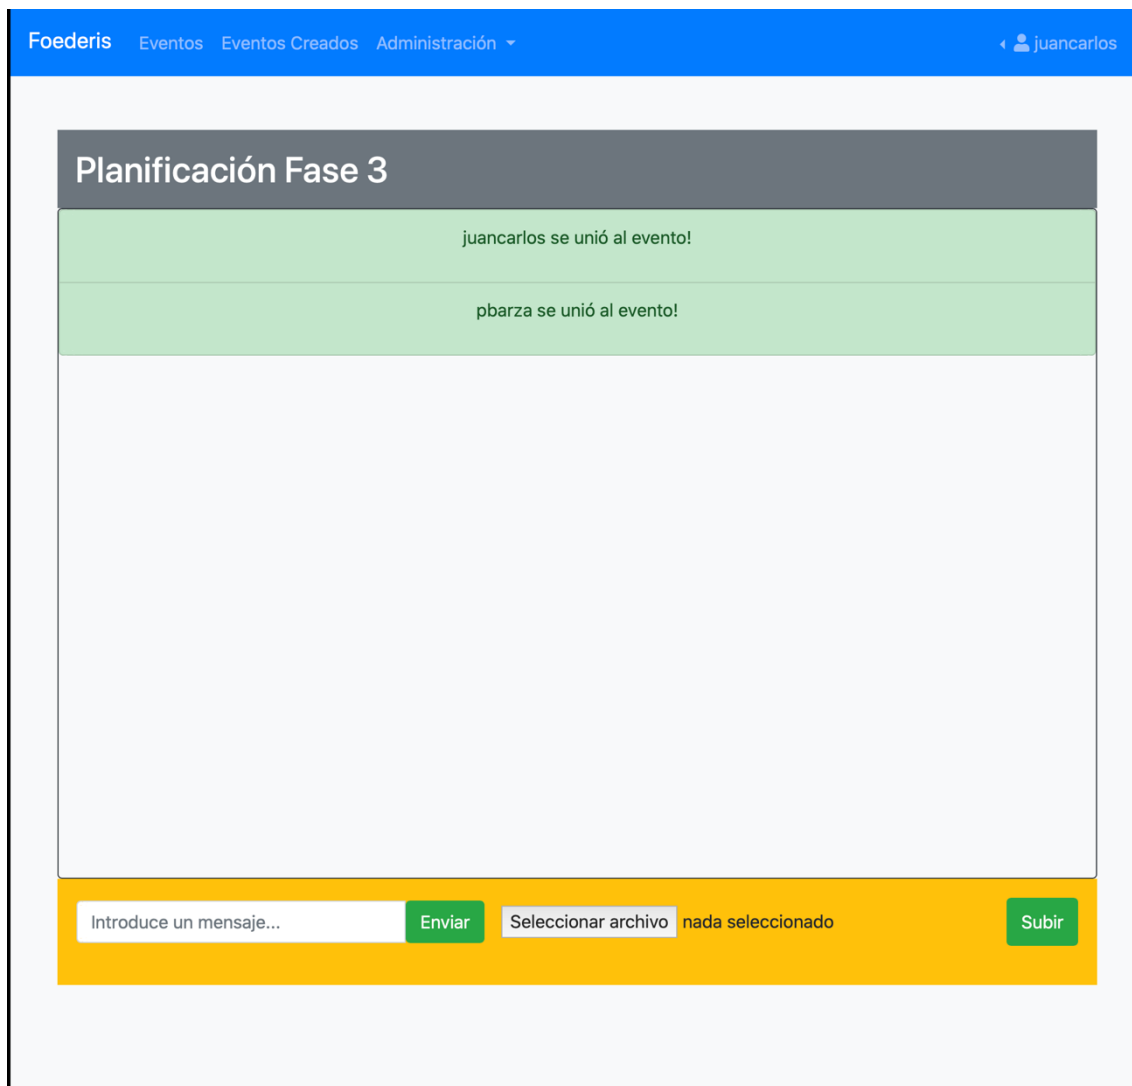 Foederis Eventos Eventos Creados Administración juancarlos
Planificación Fase 3
juancarlos se unió al evento!
pbarza se unió al evento!
Introduce un mensaje... Enviar Seleccionar archivo nada seleccionado Subir